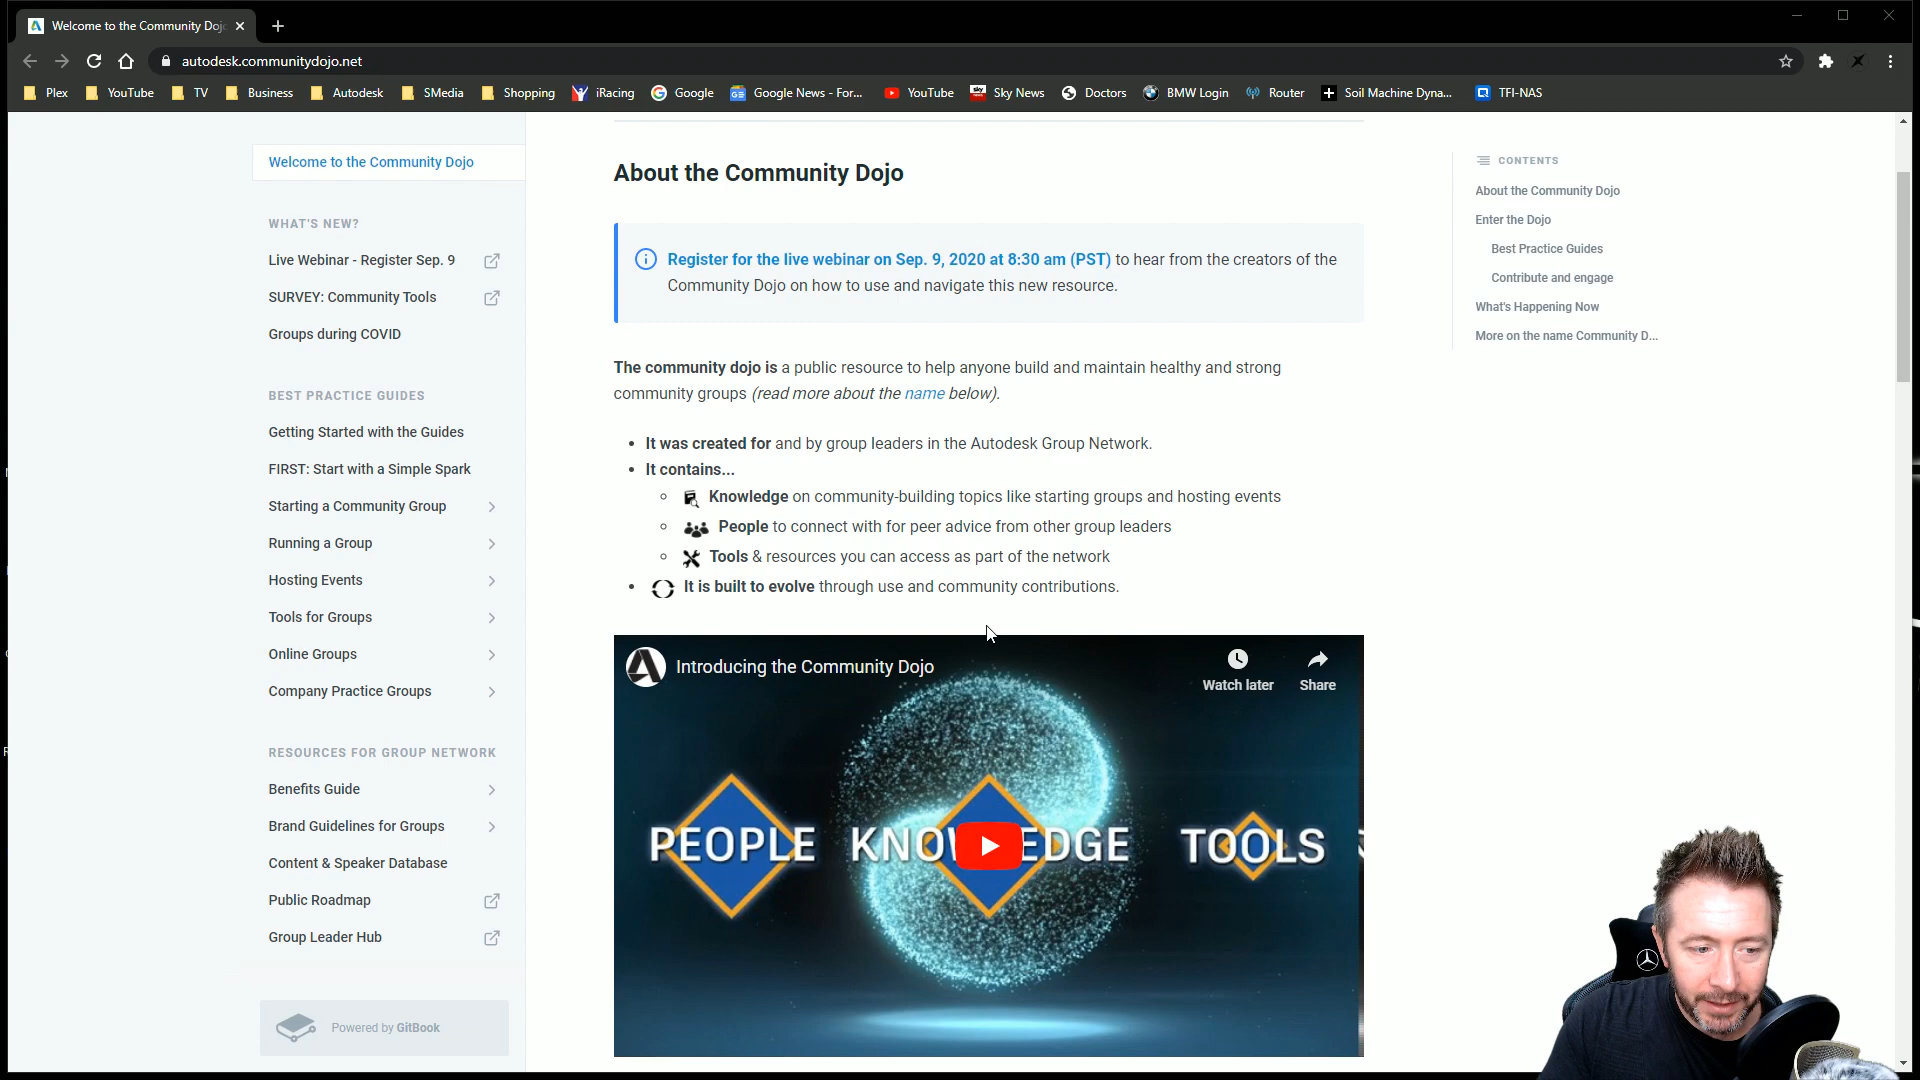 Welcome to the Community Doj
autodesk.communitydojo.net
Plex YouTube TV Business Autodesk SMedia Shopping iRacing Google Google News - For... YouTube Sky News Doctors BMW Login Router Soil Machine Dyna... TFI-NAS
Welcome to the Community Dojo
WHAT'S NEW?
Live Webinar - Register Sep. 9
SURVEY: Community Tools
Groups during COVID
BEST PRACTICE GUIDES
Getting Started with the Guides
FIRST: Start with a Simple Spark
Starting a Community Group
Running a Group
Hosting Events
Tools for Groups
Online Groups
Company Practice Groups
RESOURCES FOR GROUP NETWORK
Benefits Guide
Brand Guidelines for Groups
Content & Speaker Database
Public Roadmap
Group Leader Hub
Powered by GitBook
About the Community Dojo
Register for the live webinar on Sep. 9, 2020 at 8:30 am (PST) to hear from the creators of the
Community Dojo on how to use and navigate this new resource.
The community dojo is a public resource to help anyone build and maintain healthy and strong
community groups (read more about the name below).
It was created for and by group leaders in the Autodesk Group Network.
It contains...
Knowledge on community-building topics like starting groups and hosting events
People to connect with for peer advice from other group leaders
Tools & resources you can access as part of the network
It is built to evolve through use and community contributions.
Introducing the Community Dojo
Watch later
Share
PEOPLE KNOWLEDGE TOOLS
CONTENTS
About the Community Dojo
Enter the Dojo
Best Practice Guides
Contribute and engage
What's Happening Now
More on the name Community D...